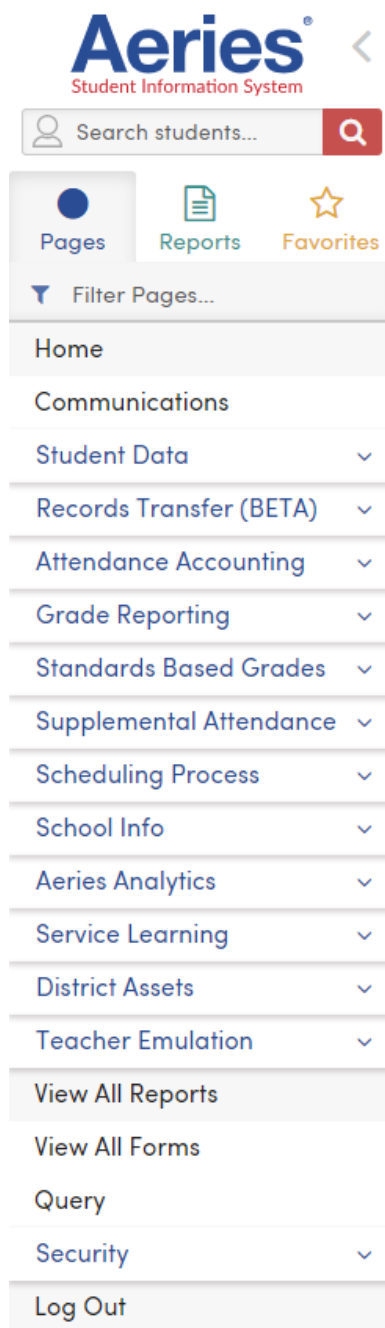 Aeries®
Student Information System
Search students...
Pages Reports Favorites
Filter Pages...
Home
Communications
Student Data
Records Transfer (BETA)
Attendance Accounting
Grade Reporting
Standards Based Grades
Supplemental Attendance
Scheduling Process
School Info
Aeries Analytics
Service Learning
District Assets
Teacher Emulation
View All Reports
View All Forms
Query
Security
Log Out